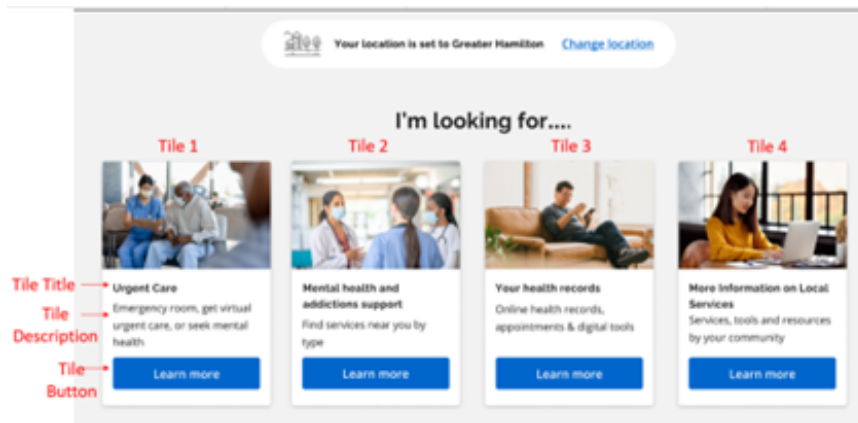 Your location is set to Greater Hamilton Change location
I'm looking for....
Tile 1 Tile 2 Tile 3 Tile 4
Tile Title
Urgent Care
Tile
Description
Emergency room, get virtual
urgent care, or seek mental
health
Tile
Button
Learn more
Mental health and
addictions support
Find services near you by
type
Learn more
Your health records
Online health records,
appointments & digital tools
Learn more
More Information on Local
Services
Services, tools and resources
by your community
Learn more